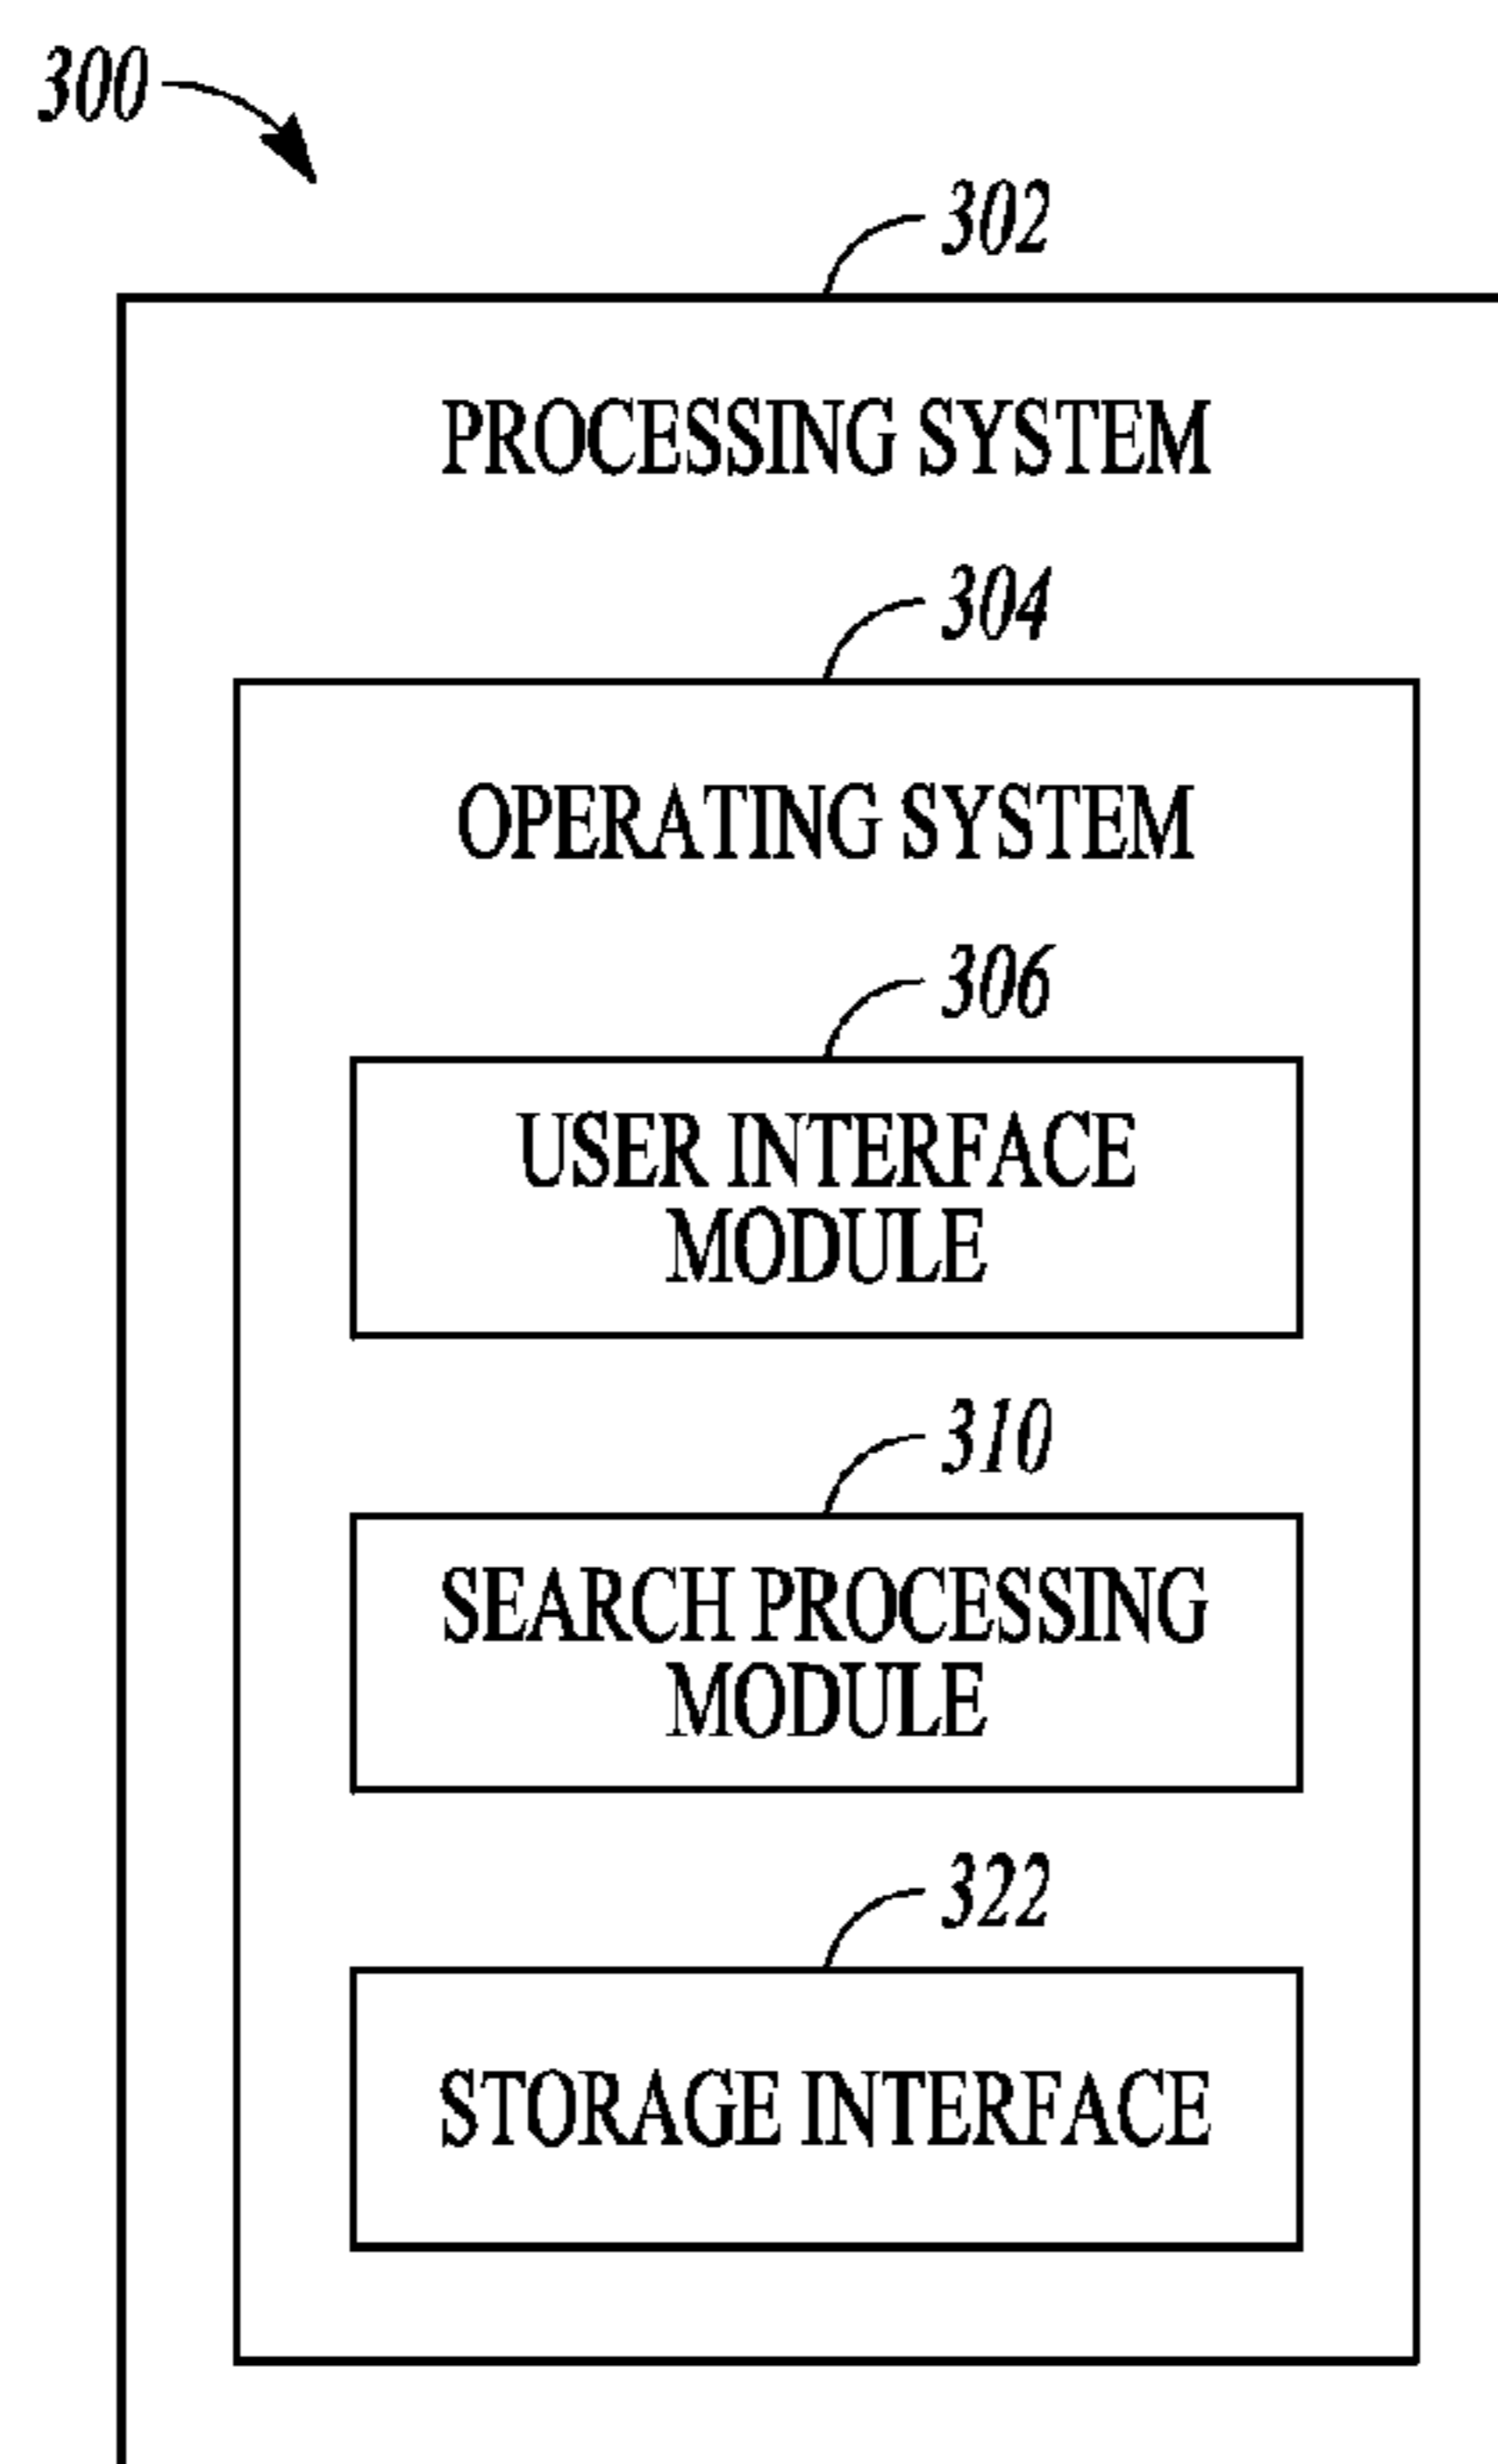 300
302
PROCESSING SYSTEM
304
OPERATING SYSTEM
306
USER INTERFACE
MODULE
310
SEARCH PROCESSING
MODULE
322
STORAGE INTERFACE